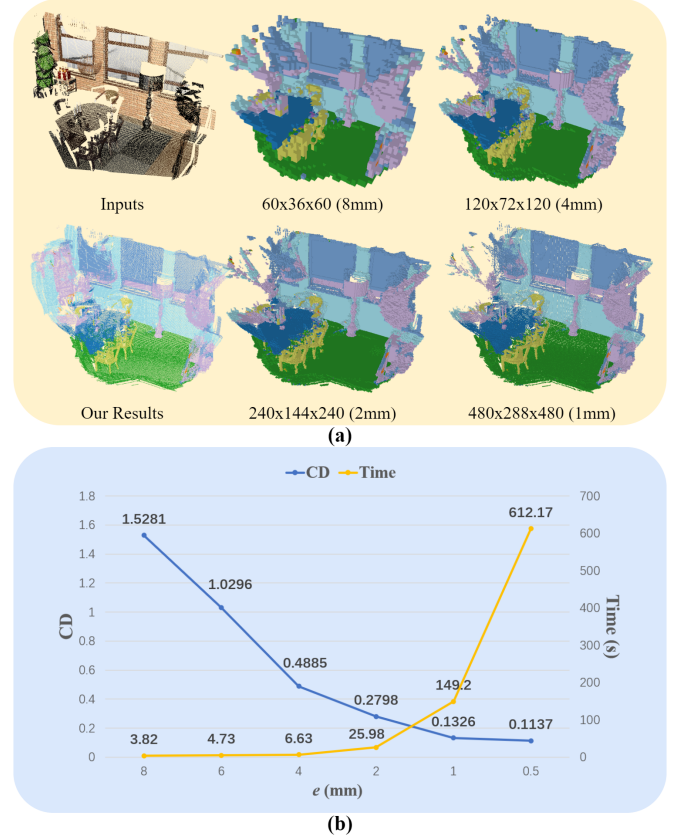 Inputs
60x36x60 (8mm)
120x72x120 (4mm)
Our Results
240x144x240 (2mm)
480x288x480 (1mm)
(a)
CD Time
1.8 700
1.6 600
1.4 500
1.2 400
1 300
0.8 200
0.6 100
0.4 0
0.2
0
CD
Time (s)
1.5281
1.0296
0.4885
0.2798
0.1326
0.1137
3.82
4.73
6.63
25.98
149.2
612.17
8 6 4 2 1 0.5
e (mm)
(b)